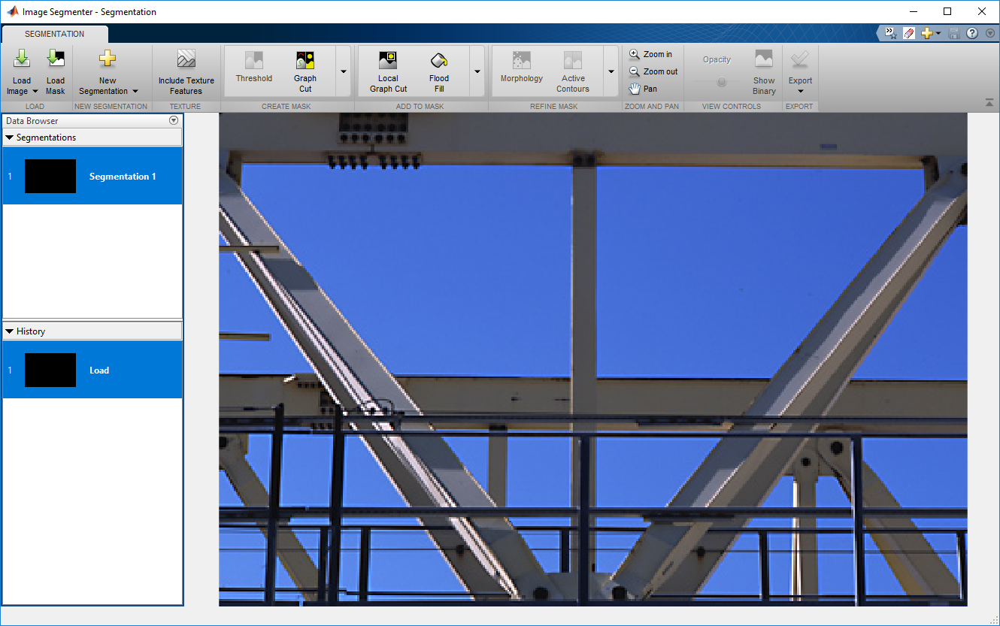 Image Segmenter - Segmentation
SEGMENTATION
Load Image
Load Mask
New Segmentation
Include Texture Features
Threshold
Graph Cut
Local Graph Cut
Flood Fill
Morphology
Active Contours
Zoom in
Zoom out
Pan
Opacity
Show Binary
Export
LOAD
NEW SEGMENTATION
TEXTURE
CREATE MASK
ADD TO MASK
REFINE MASK
ZOOM AND PAN
VIEW CONTROLS
EXPORT
Data Browser
Segmentations
1 Segmentation 1
History
1 Load